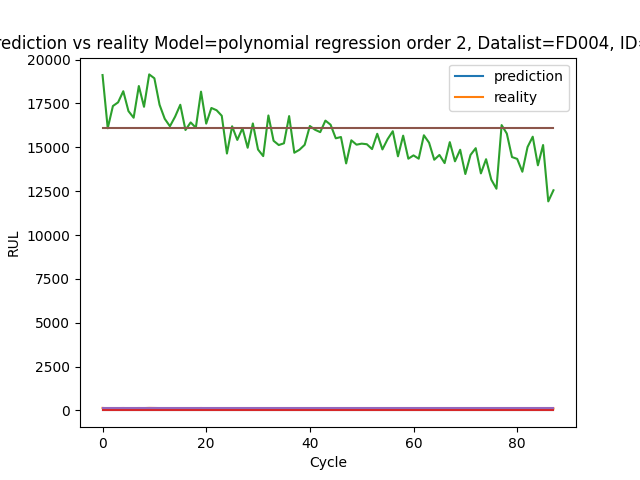 rediction vs reality Model=polynomial regression order 2, Datalist=FD004, ID=
20000
17500
15000
12500
10000
7500
5000
2500
0
RUL
0 20 40 60 80
Cycle
prediction
reality